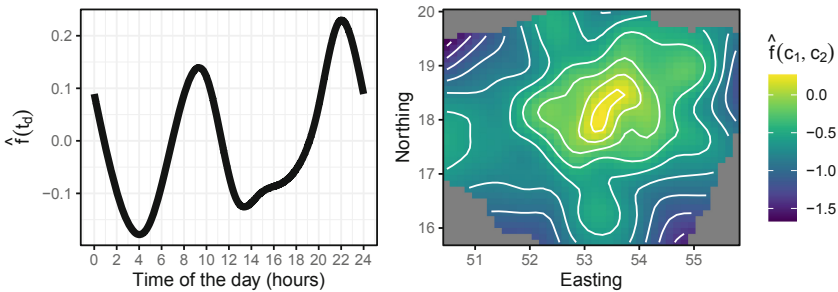 0.2
0.1
0.0
−0.1
f̂(t_d)
0 2 4 6 8 10 12 14 16 18 20 22 24
Time of the day (hours)
20
19
18
17
16
Northing
51 52 53 54 55
Easting
f̂(c₁, c₂)
0.0
−0.5
−1.0
−1.5